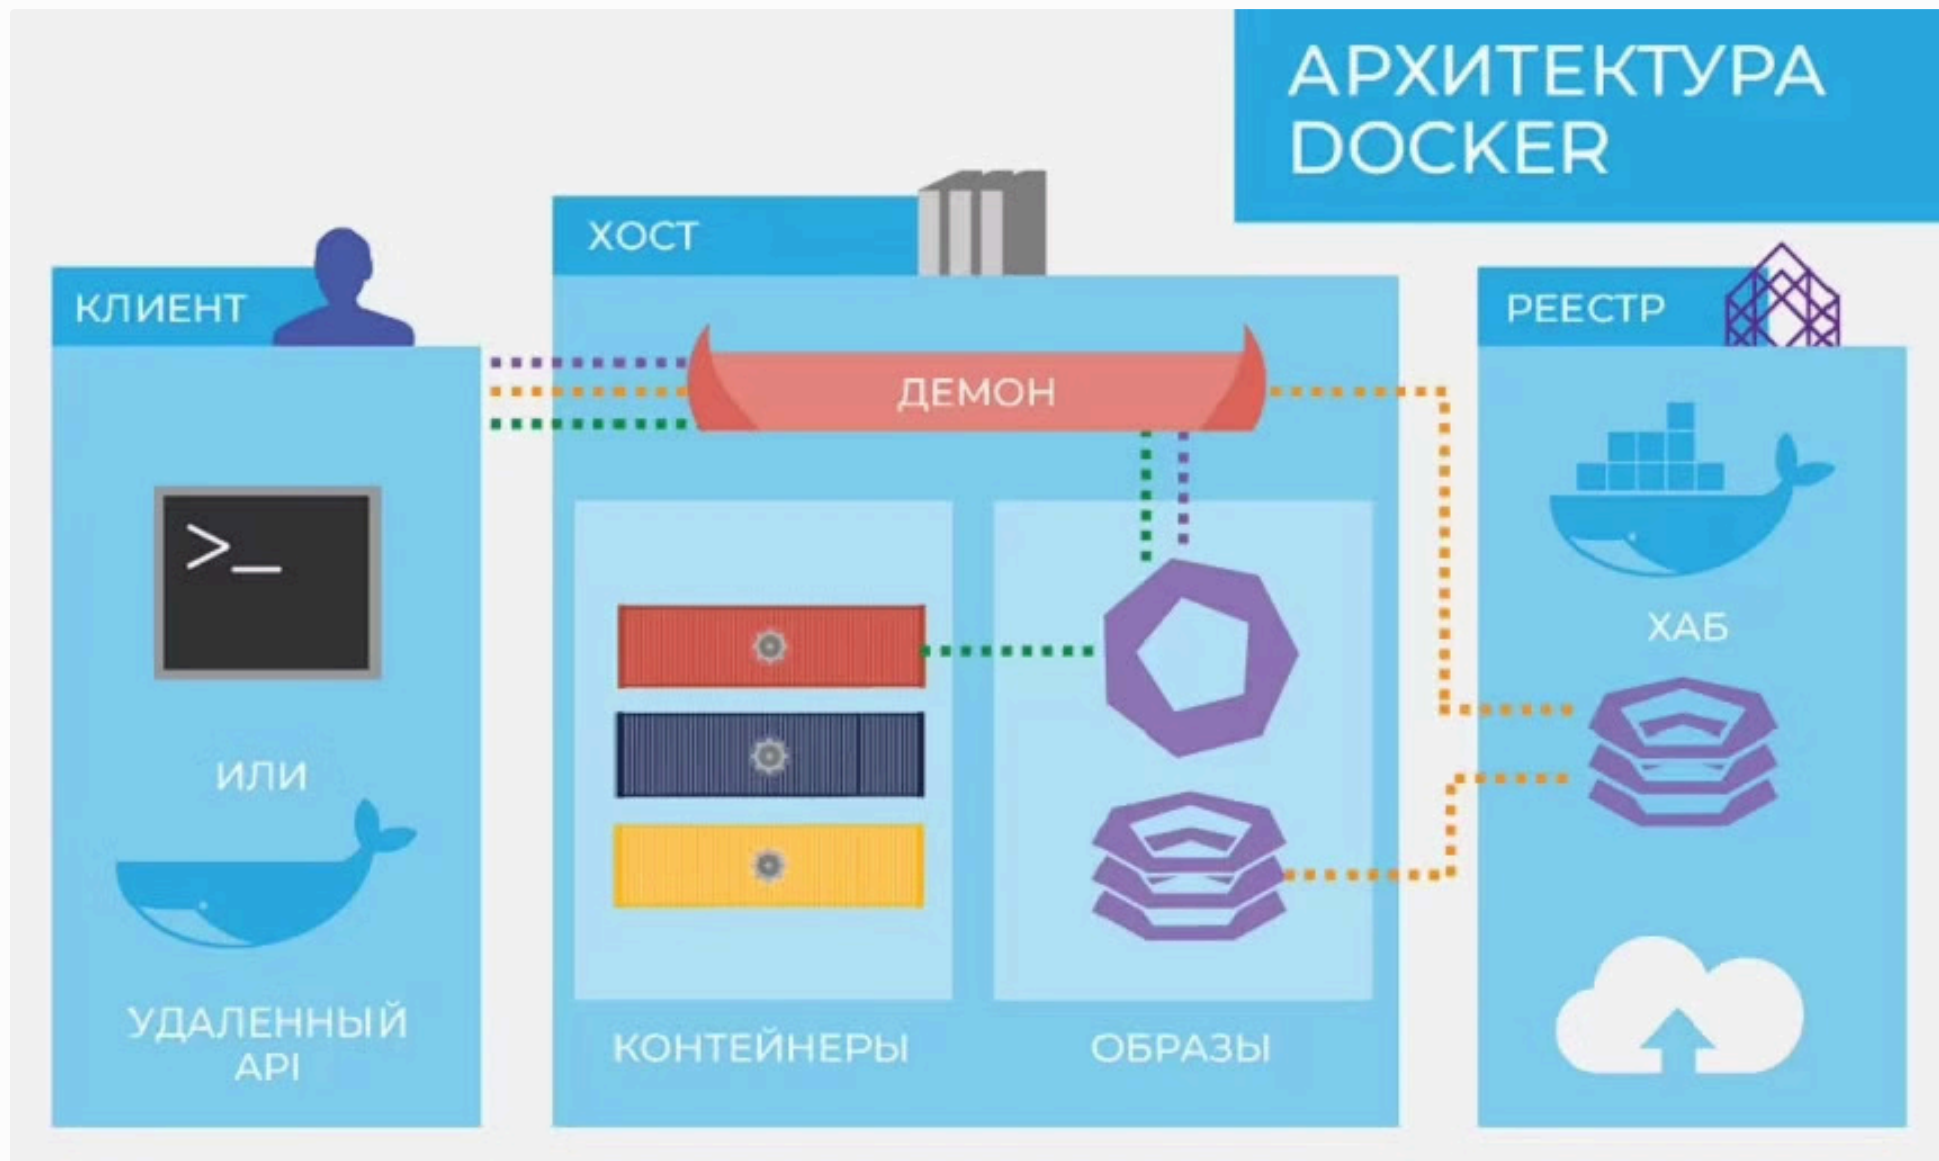 АРХИТЕКТУРА
DOCKER
КЛИЕНТ
>_
ИЛИ
УДАЛЕННЫЙ
API
ХОСТ
ДЕМОН
КОНТЕЙНЕРЫ
ОБРАЗЫ
РЕЕСТР
ХАБ